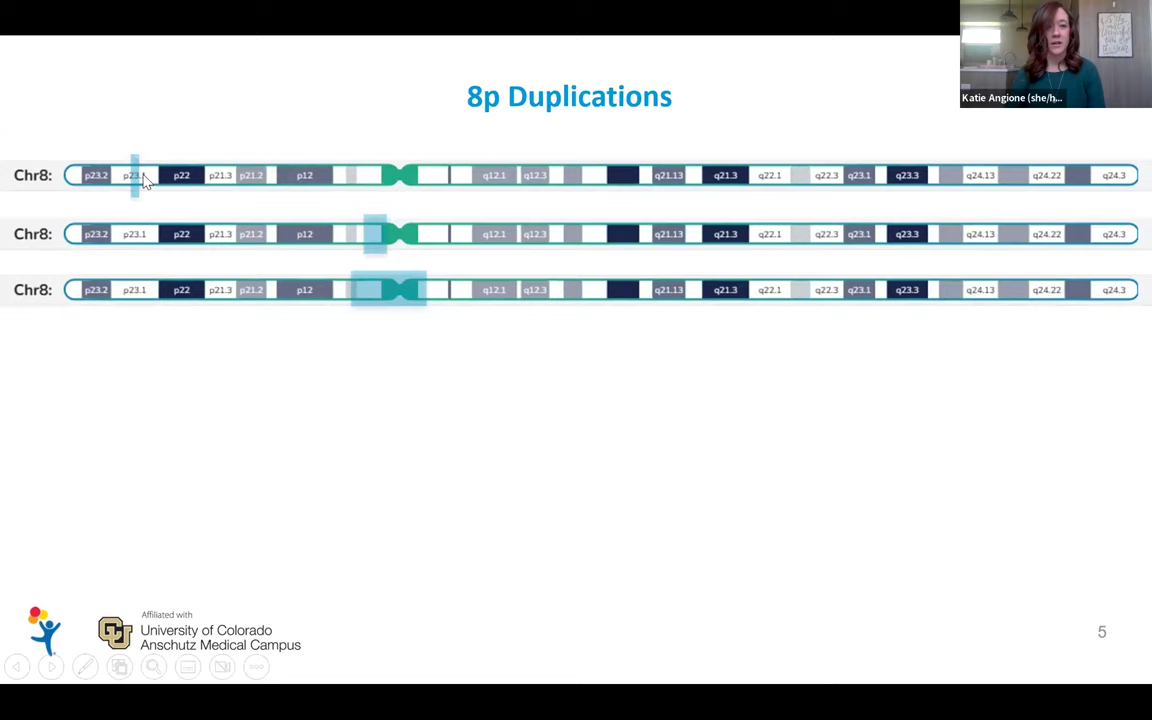 8p Duplications
Katie Angione (she/h...
Chr8: p23.2 p23.1 p22 p21.3 p21.2 p12 q12.1 q12.3 q21.13 q21.3 q22.1 q22.3 q23.1 q23.3 q24.13 q24.22 q24.3
Chr8: p23.2 p23.1 p22 p21.3 p21.2 p12 q12.1 q12.3 q21.13 q21.3 q22.1 q22.3 q23.1 q23.3 q24.13 q24.22 q24.3
Chr8: p23.2 p23.1 p22 p21.3 p21.2 p12 q12.1 q12.3 q21.13 q21.3 q22.1 q22.3 q23.1 q23.3 q24.13 q24.22 q24.3
Affiliated with
CU University of Colorado
Anschutz Medical Campus
5